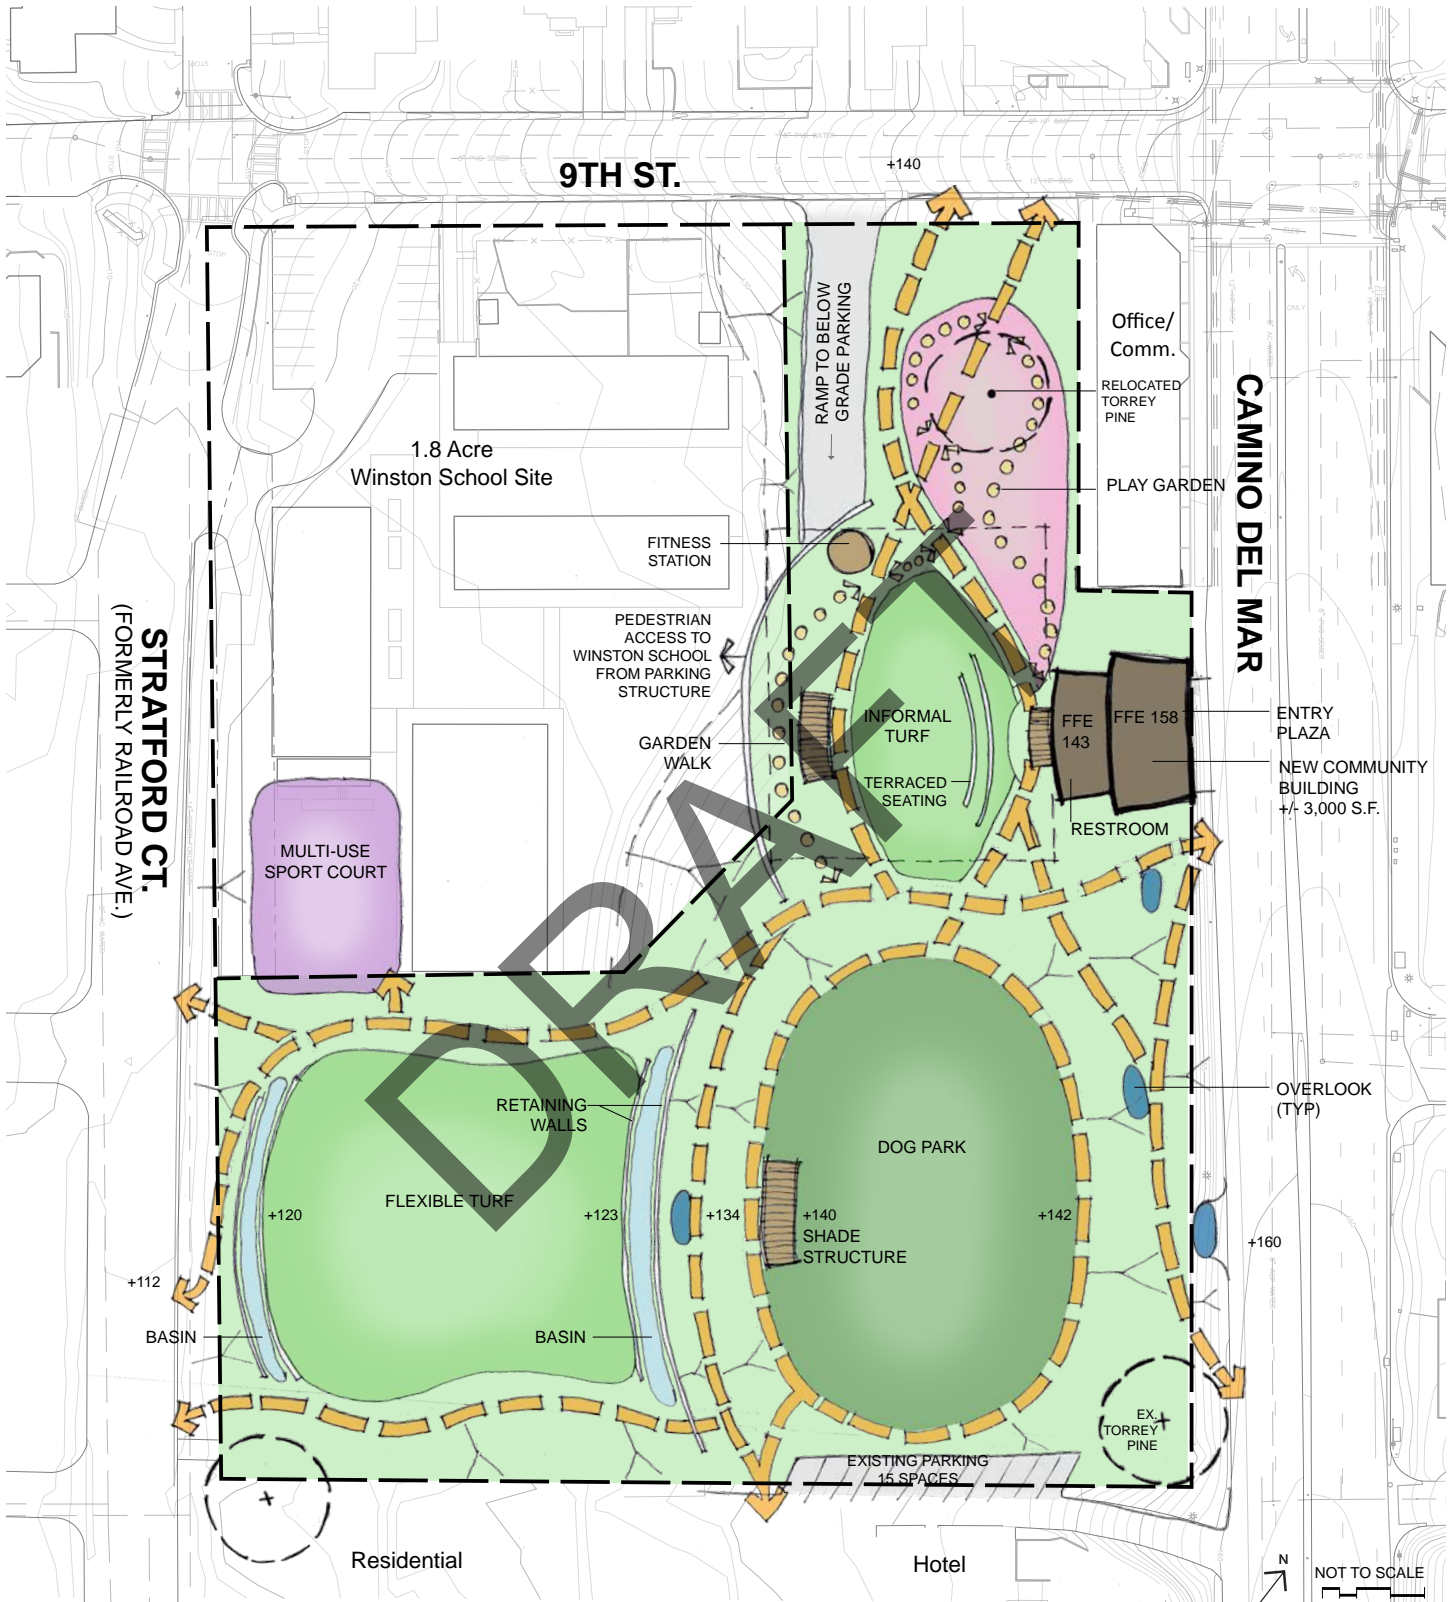 9TH ST.
+140
RAMP TO BELOW
GRADE PARKING
Office/
Comm.
RELOCATED
TORREY
PINE
CAMINO DEL MAR
1.8 Acre
Winston School Site
PLAY GARDEN
FITNESS
STATION
PEDESTRIAN
ACCESS TO
WINSTON SCHOOL
FROM PARKING
STRUCTURE
STRATFORD CT.
(FORMERLY RAILROAD AVE.)
INFORMAL
TURF
FFE
143
FFE 158
ENTRY
PLAZA
GARDEN
WALK
TERRACED
SEATING
NEW COMMUNITY
BUILDING
+/- 3,000 S.F.
RESTROOM
MULTI-USE
SPORT COURT
DRAFT
RETAINING
WALLS
OVERLOOK
(TYP)
DOG PARK
FLEXIBLE TURF
+120
+123
+134
+140
SHADE
STRUCTURE
+142
+160
+112
BASIN
BASIN
EX.
TORREY
PINE
EXISTING PARKING
15 SPACES
Residential
Hotel
N
NOT TO SCALE